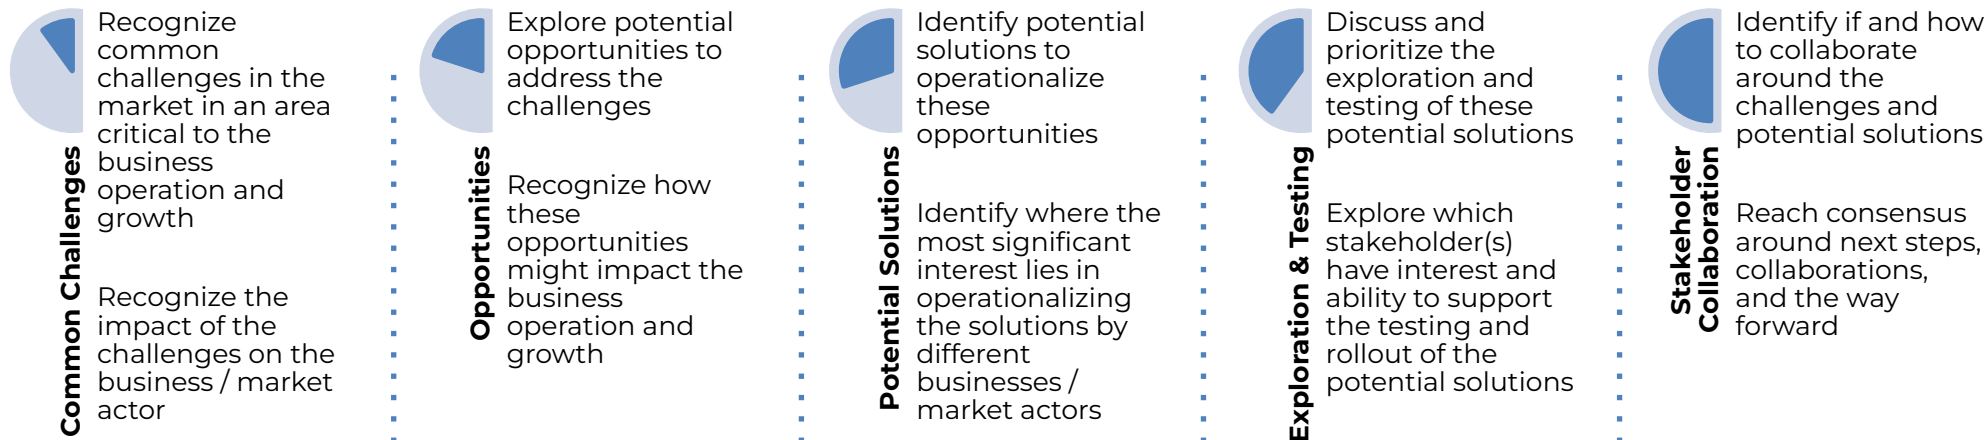 Common Challenges
Recognize
common
challenges in the
market in an area
critical to the
business
operation and
growth
Recognize the
impact of the
challenges on the
business / market
actor
Opportunities
Explore potential
opportunities to
address the
challenges
Recognize how
these
opportunities
might impact the
business
operation and
growth
Potential Solutions
Identify potential
solutions to
operationalize
these
opportunities
Identify where the
most significant
interest lies in
operationalizing
the solutions by
different
businesses /
market actors
Exploration & Testing
Discuss and
prioritize the
exploration and
testing of these
potential solutions
Explore which
stakeholder(s)
have interest and
ability to support
the testing and
rollout of the
potential solutions
Stakeholder
Collaboration
Identify if and how
to collaborate
around the
challenges and
potential solutions
Reach consensus
around next steps,
collaborations,
and the way
forward